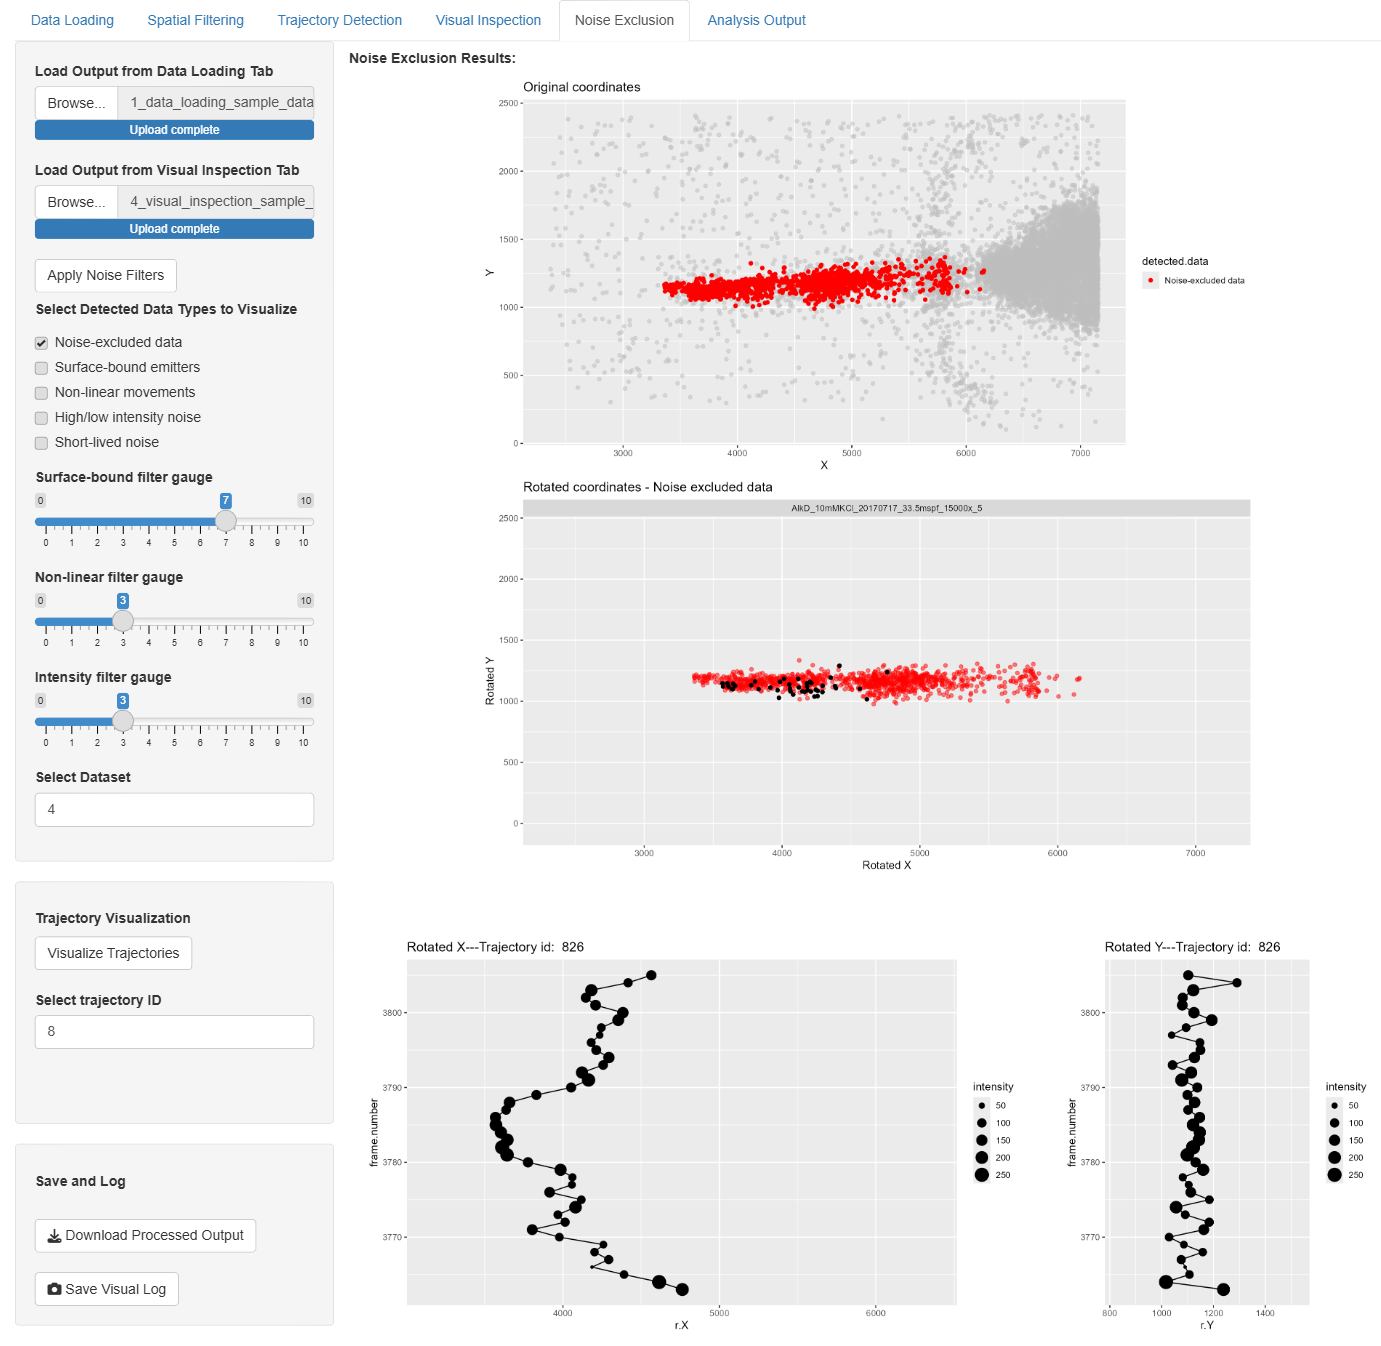 Data Loading
Spatial Filtering
Trajectory Detection
Visual Inspection
Noise Exclusion
Analysis Output
Load Output from Data Loading Tab
Browse...
1_data_loading_sample_data
Upload complete
Load Output from Visual Inspection Tab
Browse...
4_visual_inspection_sample_
Upload complete
Apply Noise Filters
Select Detected Data Types to Visualize
Noise-excluded data
Surface-bound emitters
Non-linear movements
High/low intensity noise
Short-lived noise
Surface-bound filter gauge
0 7 10
0 1 2 3 4 5 6 7 8 9 10
Non-linear filter gauge
0 3 10
0 1 2 3 4 5 6 7 8 9 10
Intensity filter gauge
0 3 10
0 1 2 3 4 5 6 7 8 9 10
Select Dataset
4
Trajectory Visualization
Visualize Trajectories
Select trajectory ID
8
Save and Log
Download Processed Output
Save Visual Log
Noise Exclusion Results:
Original coordinates
2500
2000
1500
1000
500
0
Y
3000 4000 5000 6000 7000
X
detected.data
Noise-excluded data
Rotated coordinates - Noise excluded data
AlkD_10mMKCl_20170717_33.5mspf_15000x_5
2500
2000
1500
1000
500
0
Rotated Y
3000 4000 5000 6000 7000
Rotated X
Rotated X---Trajectory id: 826
3800
3790
3780
3770
frame.number
4000 5000 6000
r.X
intensity
50
100
150
200
250
Rotated Y---Trajectory id: 826
3800
3790
3780
3770
frame.number
800 1000 1200 1400
r.Y
intensity
50
100
150
200
250